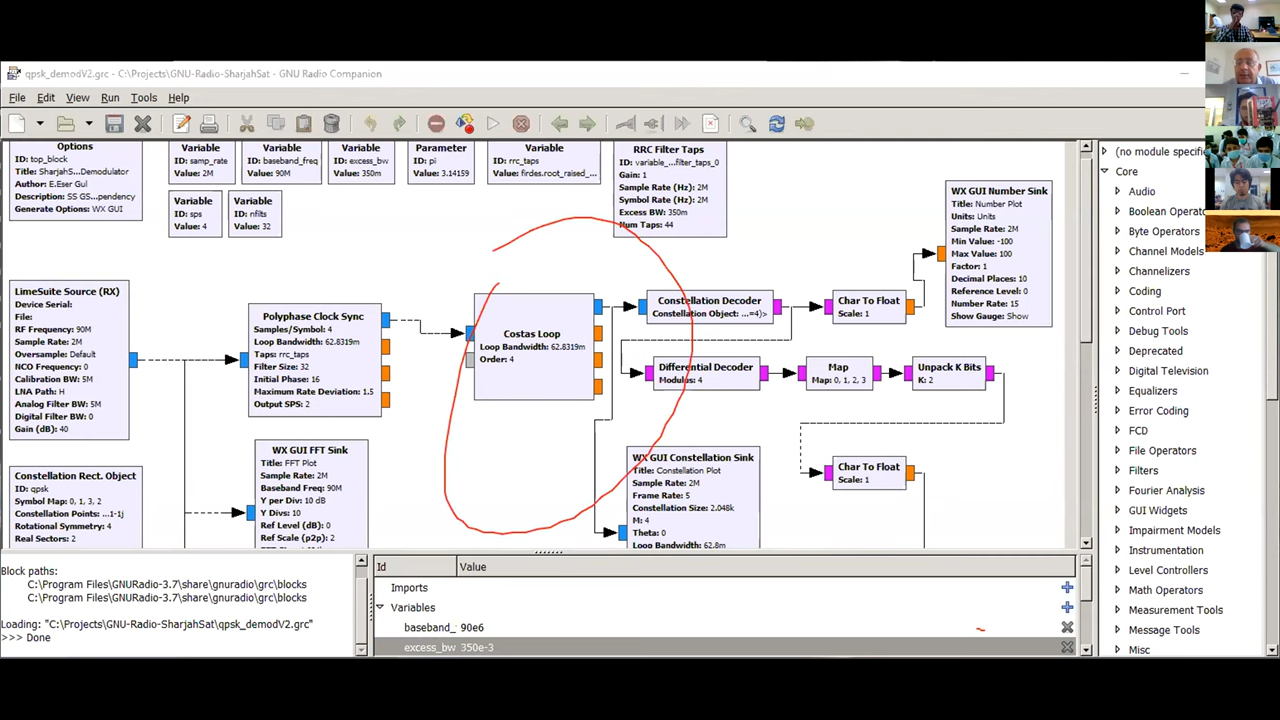 qpsk_demodV2.grc - C:\Projects\GNU-Radio-SharjahSat - GNU Radio Companion
File Edit View Run Tools Help
Options
ID: top_block
Title: SharjahS...Demodulator
Author: E.Eser Gul
Description: SS GS...pendency
Generate Options: WX GUI
Variable
ID: samp_rate
Value: 2M
Variable
ID: baseband_freq
Value: 90M
Variable
ID: excess_bw
Value: 350m
Parameter
ID: pi
Value: 3.14159
Variable
ID: rrc_taps
Value: firdes.root_raised_...
RRC Filter Taps
ID: variable_...filter_taps_0
Gain: 1
Sample Rate (Hz): 2M
Symbol Rate (Hz): 2M
Excess BW: 350m
Num Taps: 44
Variable
ID: sps
Value: 4
Variable
ID: nfilts
Value: 32
WX GUI Number Sink
Title: Number Plot
Units: Units
Sample Rate: 2M
Min Value: -100
Max Value: 100
Factor: 1
Decimal Places: 10
Reference Level: 0
Number Rate: 15
Show Gauge: Show
LimeSuite Source (RX)
Device Serial:
File:
RF Frequency: 90M
Sample Rate: 2M
Oversample: Default
NCO Frequency: 0
Calibration BW: 5M
LNA Path: H
Analog Filter BW: 5M
Digital Filter BW: 0
Gain (dB): 40
Polyphase Clock Sync
Samples/Symbol: 4
Loop Bandwidth: 62.8319m
Taps: rrc_taps
Filter Size: 32
Initial Phase: 16
Maximum Rate Deviation: 1.5
Output SPS: 2
Costas Loop
Loop Bandwidth: 62.8319m
Order: 4
Constellation Decoder
Constellation Object: ...=4)>
Char To Float
Scale: 1
Differential Decoder
Modulus: 4
Map
Map: 0, 1, 2, 3
Unpack K Bits
K: 2
Constellation Rect. Object
ID: qpsk
Symbol Map: 0, 1, 3, 2
Constellation Points: ...1-1j
Rotational Symmetry: 4
Real Sectors: 2
WX GUI FFT Sink
Title: FFT Plot
Sample Rate: 2M
Baseband Freq: 90M
Y per Div: 10 dB
Y Divs: 10
Ref Level (dB): 0
Ref Scale (p2p): 2
WX GUI Constellation Sink
Title: Constellation Plot
Sample Rate: 2M
Frame Rate: 5
Constellation Size: 2.048k
M: 4
Theta: 0
Loop Bandwidth: 62.8m
Char To Float
Scale: 1
(no module specifi
Core
Audio
Boolean Operato
Byte Operators
Channel Models
Channelizers
Coding
Control Port
Debug Tools
Deprecated
Digital Television
Equalizers
Error Coding
FCD
File Operators
Filters
Fourier Analysis
GUI Widgets
Impairment Models
Instrumentation
Level Controllers
Math Operators
Measurement Tools
Message Tools
Misc
Block paths:
C:\Program Files\GNURadio-3.7\share\gnuradio\grc\blocks
C:\Program Files\GNURadio-3.7\share\gnuradio\grc\blocks
Loading: "C:\Projects\GNU-Radio-SharjahSat\qpsk_demodV2.grc"
>>> Done
Id Value
Imports
Variables
baseband_ 90e6
excess_bw 350e-3